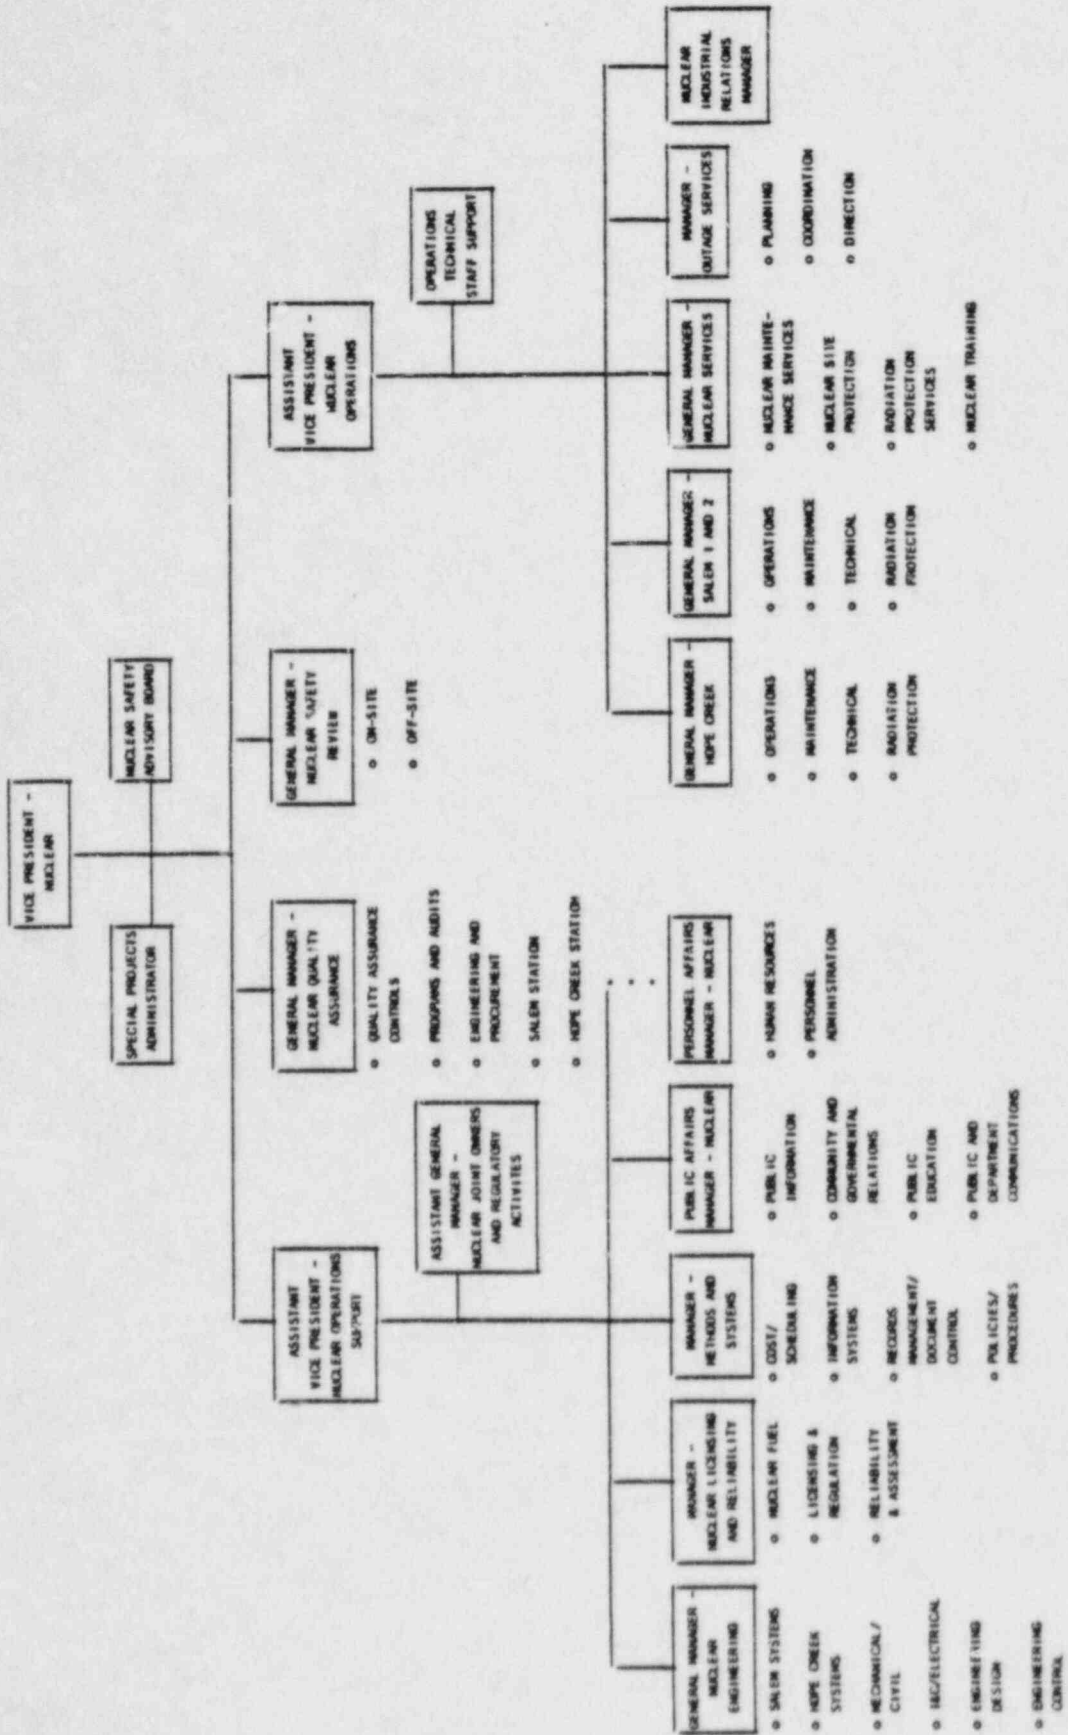 VICE PRESIDENT -
NUCLEAR
SPECIAL PROJECTS
ADMINISTRATOR
NUCLEAR SAFETY
ADVISORY BOARD
ASSISTANT
VICE PRESIDENT -
NUCLEAR OPERATIONS
SUPPORT
GENERAL MANAGER -
NUCLEAR QUALITY
ASSURANCE
o QUALITY ASSURANCE
CONTROLS
o PROGRAMS AND AUDITS
o ENGINEERING AND
PROCUREMENT
o SALEM STATION
o HOPE CREEK STATION
GENERAL MANAGER -
NUCLEAR SAFETY
REVIEW
o ON-SITE
o OFF-SITE
ASSISTANT
VICE PRESIDENT -
NUCLEAR
OPERATIONS
ASSISTANT GENERAL
MANAGER -
NUCLEAR JOINT OWNERS
AND REGULATORY
ACTIVITES
OPERATIONS
TECHNICAL
STAFF SUPPORT
GENERAL MANAGER -
NUCLEAR
ENGINEERING
o SALEM SYSTEMS
o HOPE CREEK
SYSTEMS
o MECHANICAL/
CIVIL
o I&C/ELECTRICAL
o ENGINEERING
DESIGN
o ENGINEERING
CONTROL
MANAGER -
NUCLEAR LICENSING
AND RELIABILITY
o NUCLEAR FUEL
o LICENSING &
REGULATION
o RELIABILITY
& ASSESSMENT
MANAGER -
METHODS AND
SYSTEMS
o COST/
SCHEDULING
o INFORMATION
SYSTEMS
o RECORDS
MANAGEMENT/
DOCUMENT
CONTROL
o POLICIES/
PROCEDURES
PUBLIC AFFAIRS
MANAGER - NUCLEAR
o PUBLIC
INFORMATION
o COMMUNITY AND
GOVERNMENTAL
RELATIONS
o PUBLIC
EDUCATION
o PUBLIC AND
DEPARTMENT
COMMUNICATIONS
PERSONNEL AFFAIRS
MANAGER - NUCLEAR
o HUMAN RESOURCES
o PERSONNEL
ADMINISTRATION
GENERAL MANAGER -
HOPE CREEK
o OPERATIONS
o MAINTENANCE
o TECHNICAL
o RADIATION
PROTECTION
GENERAL MANAGER -
SALEM 1 AND 2
o OPERATIONS
o MAINTENANCE
o TECHNICAL
o RADIATION
PROTECTION
GENERAL MANAGER -
NUCLEAR SERVICES
o NUCLEAR MAINTE-
NANCE SERVICES
o NUCLEAR SITE
PROTECTION
o RADIATION
PROTECTION
SERVICES
o NUCLEAR TRAINING
MANAGER -
OUTAGE SERVICES
o PLANNING
o COORDINATION
o DIRECTION
NUCLEAR
INDUSTRIAL
RELATIONS
MANAGER